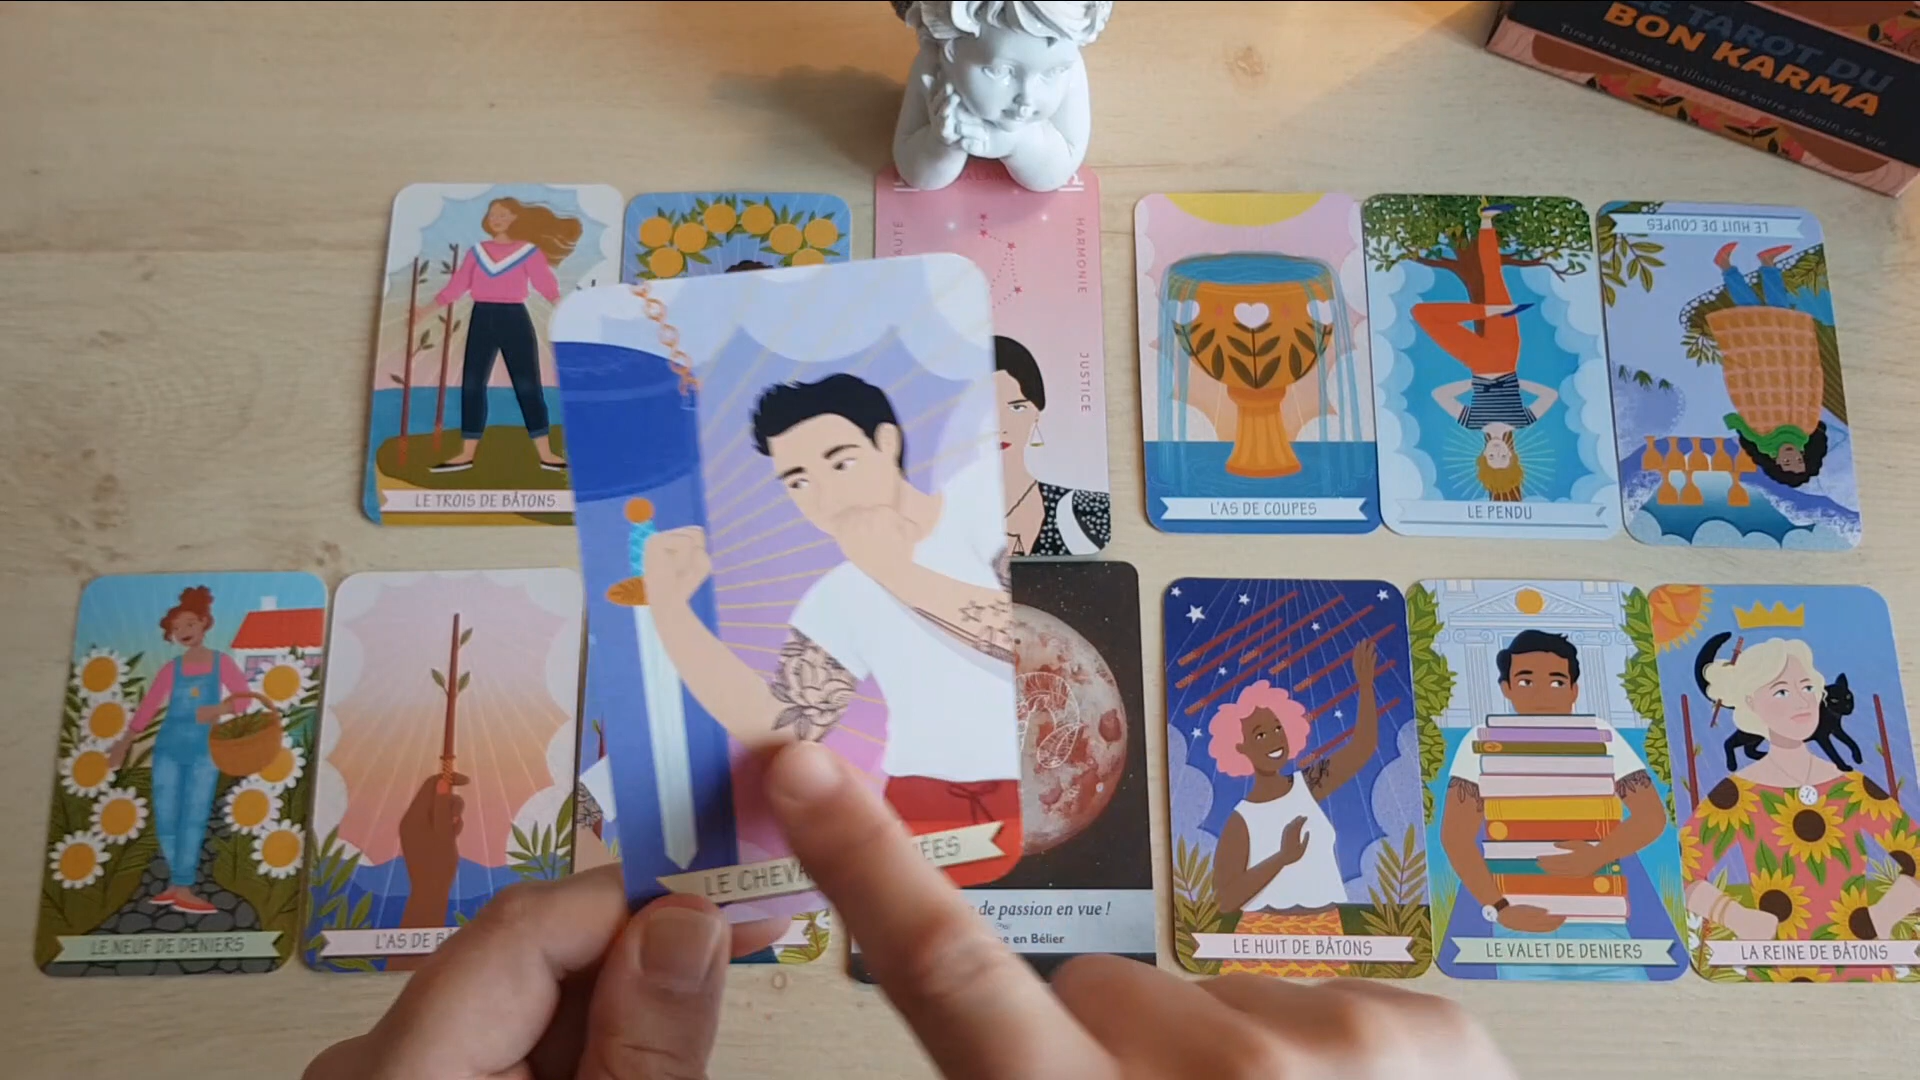 LE TAROT DU
BON KARMA
Tirez les cartes et illuminez votre chemin de vie
HARMONIE
JUSTICE
LE TROIS DE BÂTONS
L'AS DE COUPES
LE PENDU
LE HUIT DE COUPES
LE NEUF DE DENIERS
L'AS DE
LE
de passion en vue !
en Bélier
LE HUIT DE BÂTONS
LE VALET DE DENIERS
LA REINE DE BÂTONS